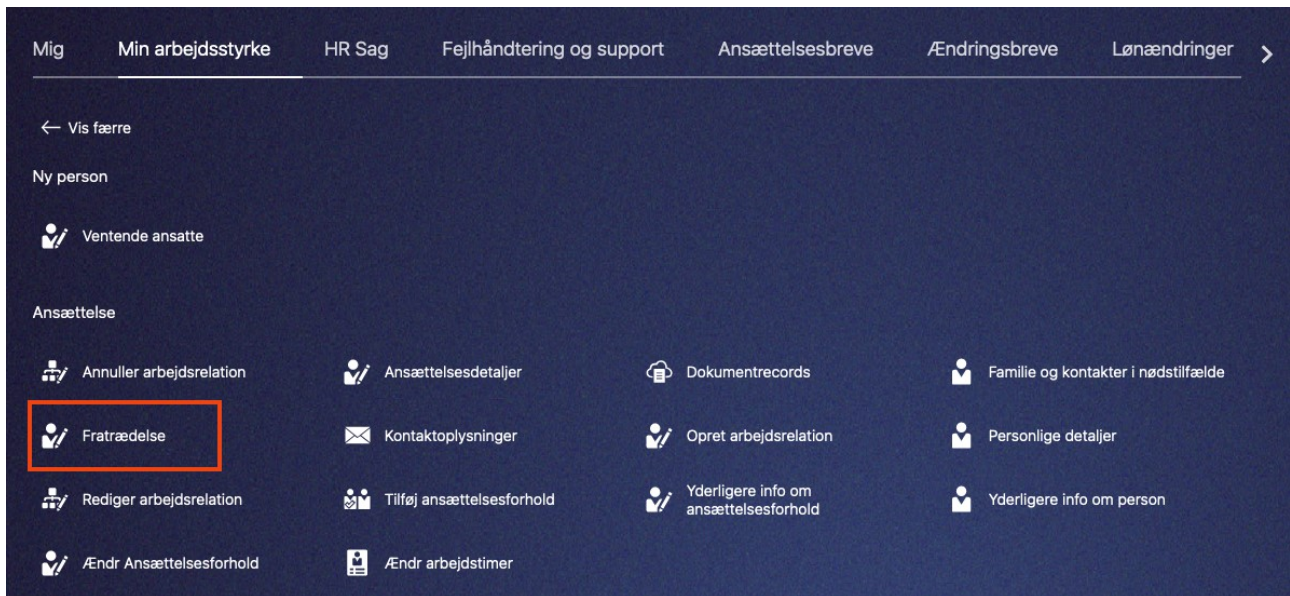 Mig Min arbejdsstyrke HR Sag Fejlhåndtering og support Ansættelsesbreve Ændringsbreve Lønændringer
Vis færre
Ny person
Ventende ansatte
Ansættelse
Annuller arbejdsrelation Ansættelsesdetaljer Dokumentrecords Familie og kontakter i nødstilfælde
Fratrædelse Kontaktoplysninger Opret arbejdsrelation Personlige detaljer
Rediger arbejdsrelation Tilføj ansættelsesforhold Yderligere info om
ansættelsesforhold Yderligere info om person
Ændr Ansættelsesforhold Ændr arbejdstimer